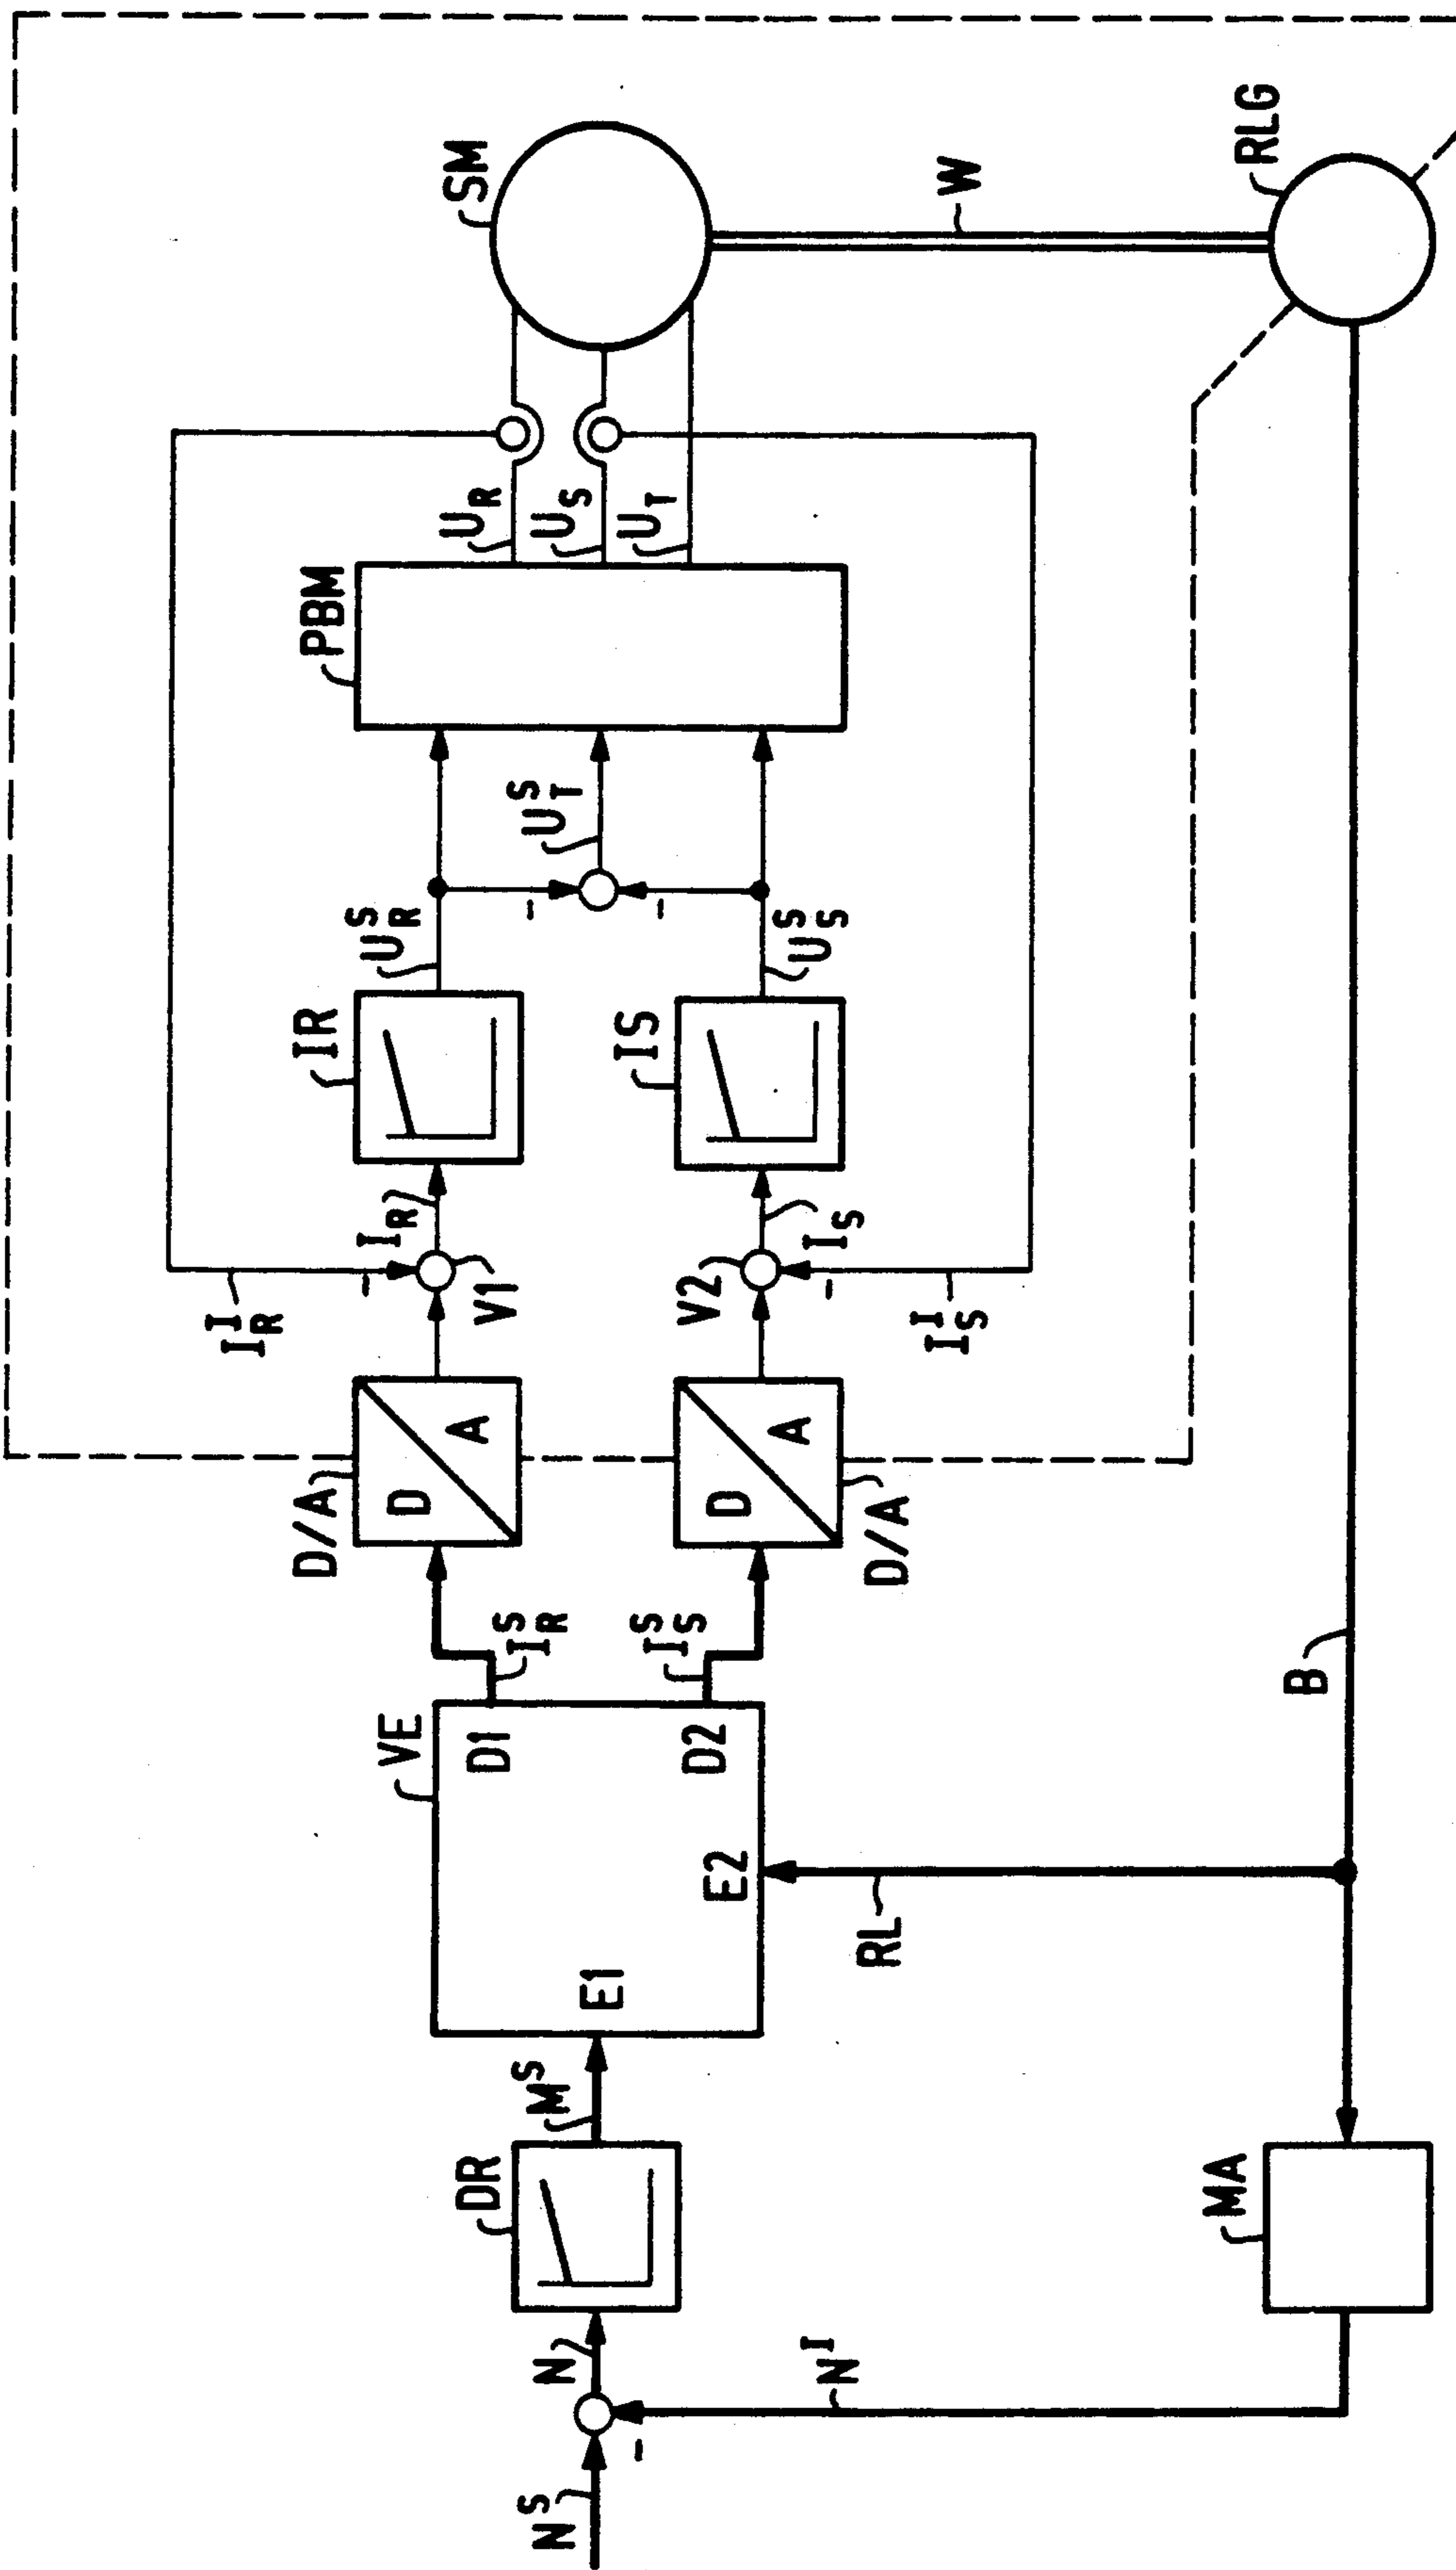 SM
RLG
W
U_R
U_S
U_T
PBM
U^S_T
U^S_R
U^S_S
IR
IS
I_R
I_S
V1
V2
I^I_R
I^I_S
-
-
-
-
D
A
D
A
D/A
D/A
I^S_R
I^S_S
VE
D1
D2
E1
E2
B
RL
M^S
DR
MA
N
N^I
-
N^S